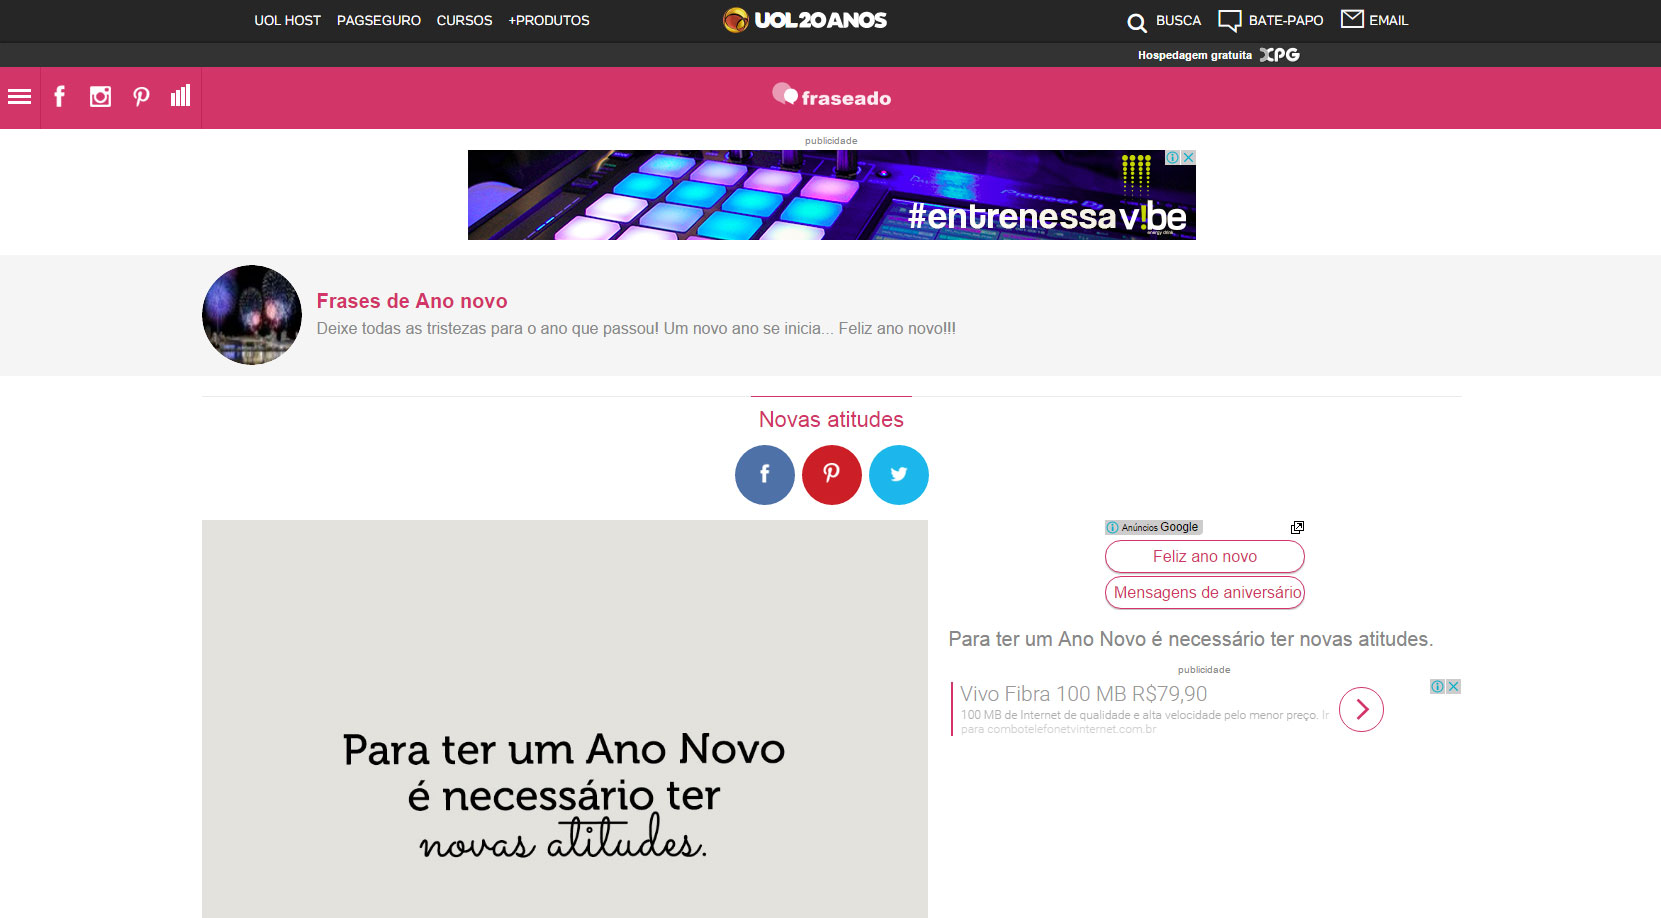 UOL HOST PAGSEGURO CURSOS +PRODUTOS UOL 20 ANOS BUSCA BATE-PAPO EMAIL
Hospedagem gratuita XPG
fraseado
publicidade
#entrenessav!be
energy drink
Frases de Ano novo
Deixe todas as tristezas para o ano que passou! Um novo ano se inicia... Feliz ano novo!!!
Novas atitudes
Para ter um Ano Novo
é necessário ter
novas atitudes.
Anúncios Google
Feliz ano novo
Mensagens de aniversário
Para ter um Ano Novo é necessário ter novas atitudes.
publicidade
Vivo Fibra 100 MB R$79,90
100 MB de Internet de qualidade e alta velocidade pelo menor preço. Ir
para combotelefonetvinternet.com.br